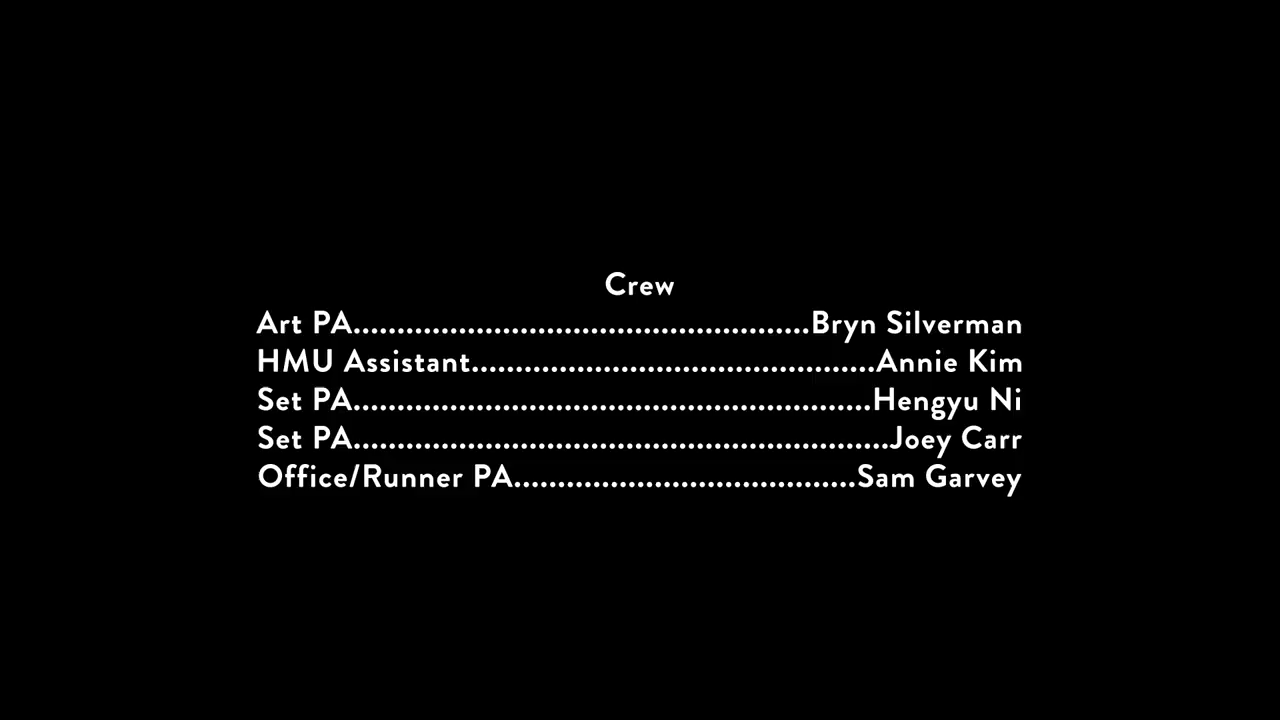 Crew
Art PA....................................................Bryn Silverman
HMU Assistant..............................................Annie Kim
Set PA...........................................................Hengyu Ni
Set PA.............................................................Joey Carr
Office/Runner PA.......................................Sam Garvey